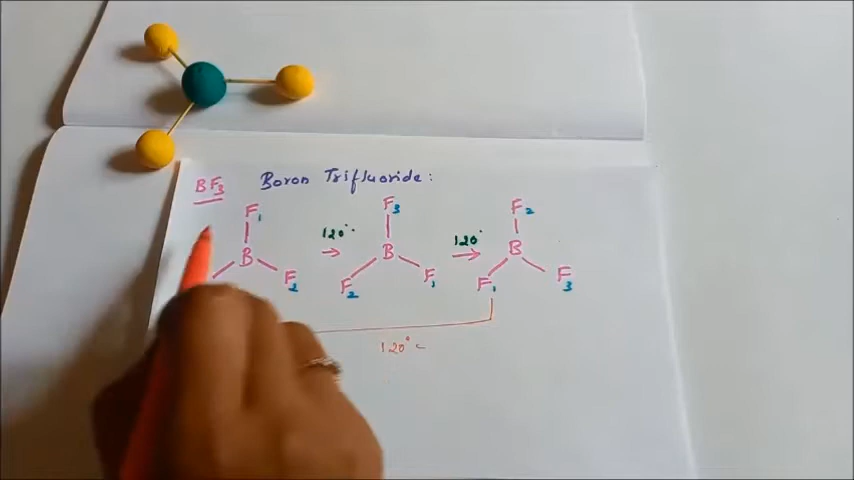 Boron Trifluoride:
BF3
F1 F3 F2
120° 120°
B → B → B
F2 F2 F1 F1 F3
120°c